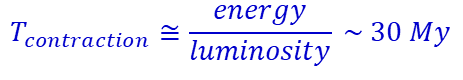 T_contraction ≅ energy / luminosity ~ 30 My